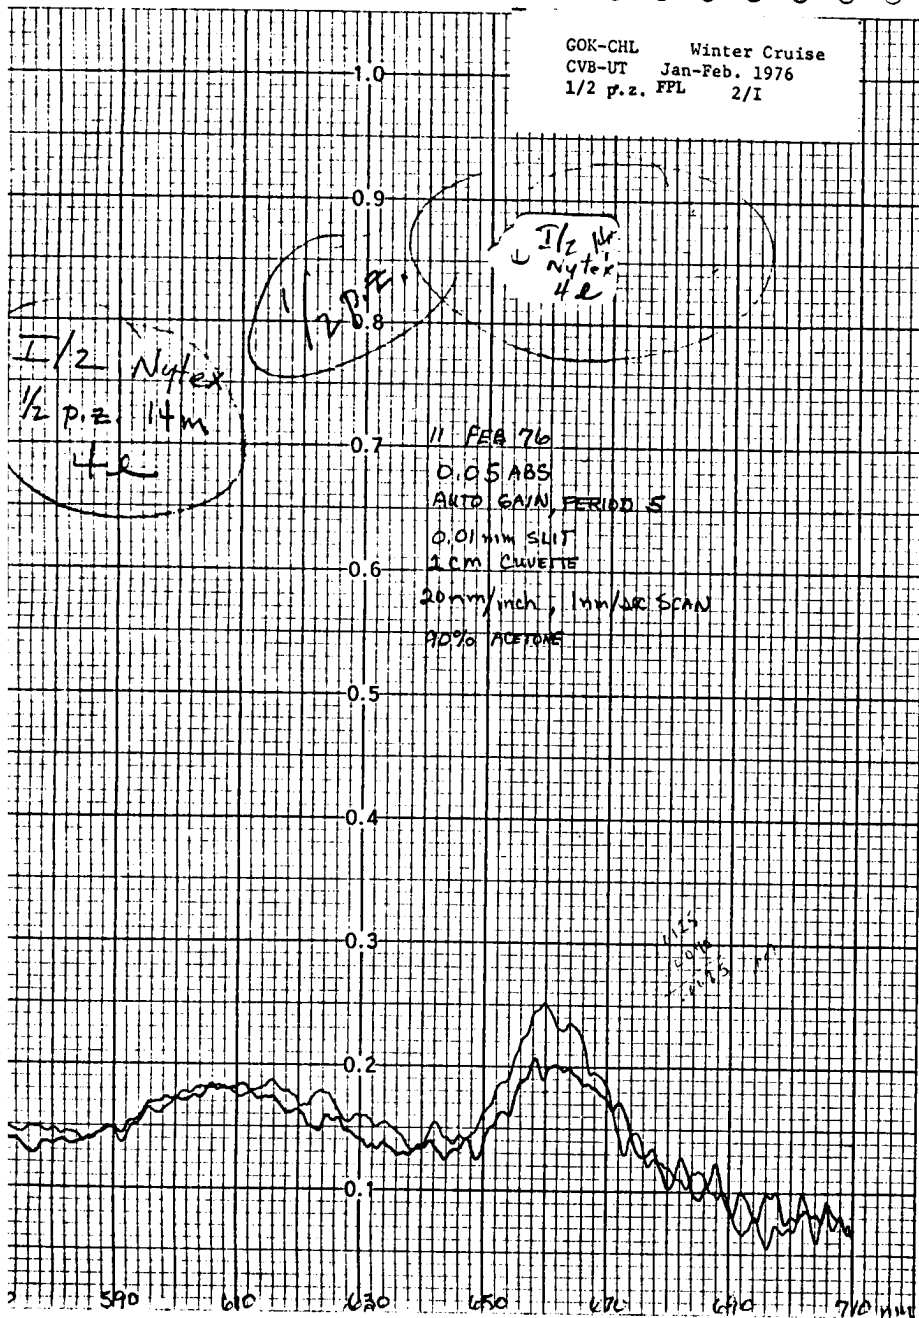 GOK-CHL Winter Cruise
CVB-UT Jan-Feb. 1976
1/2 p.z. FPL 2/I
1.0
0.9
I/2
Nytex
4 l
1/2 p.z.
0.8
I/2 Nytex
1/2 p.z. 14m
4 l
0.7
11 FEB 76
0.05 ABS
AUTO GAIN, PERIOD 5
0.01 mm SLIT
0.6
2 cm CUVETTE
20nm/inch, 1nm/sec SCAN
90% ACETONE
0.5
0.4
0.3
0.2
0.1
590 610 630 650 670 690 710